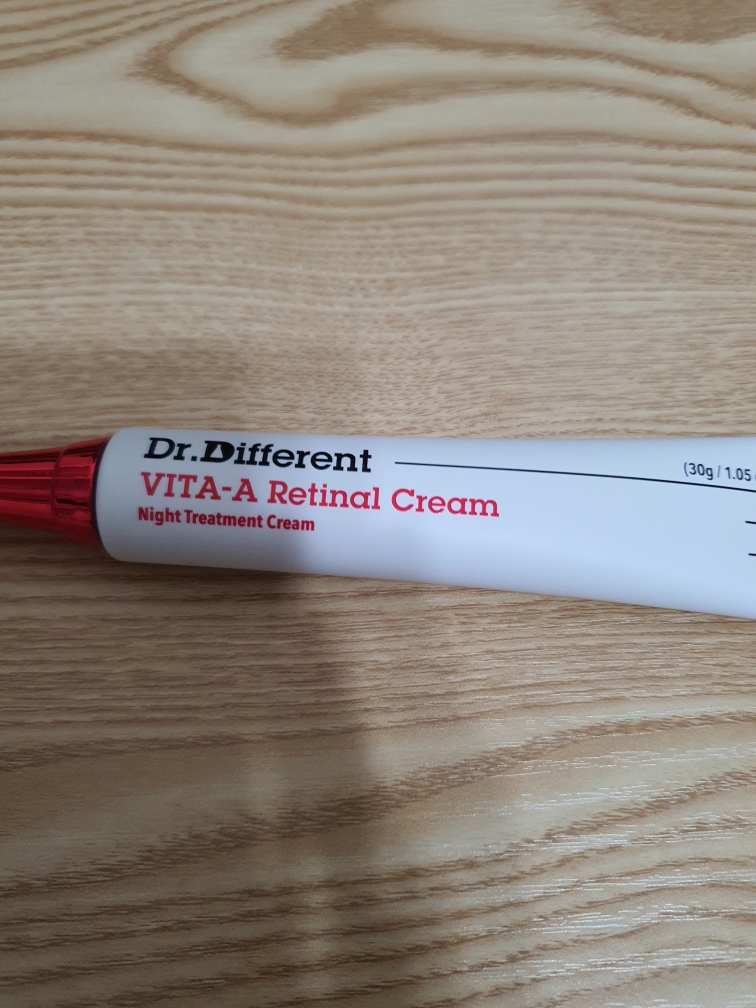 Dr.Different
(30g / 1.05
VITA-A Retinal Cream
Night Treatment Cream